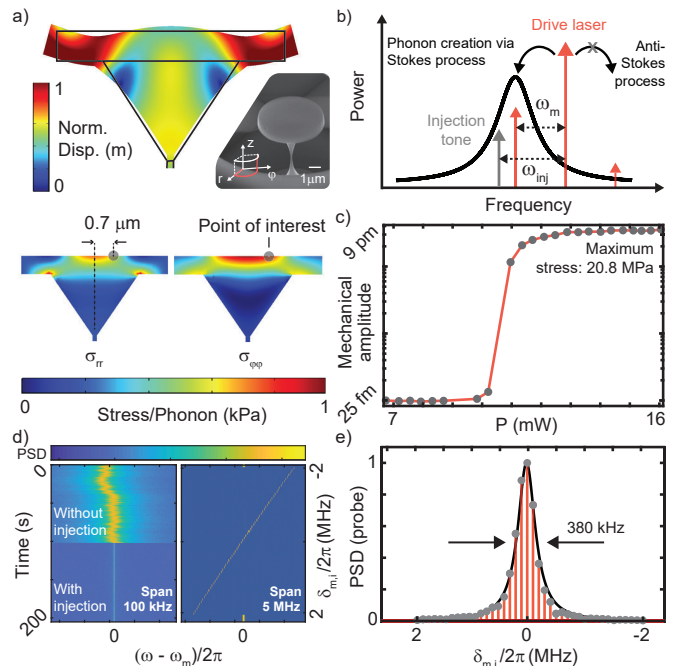 a)
1
Norm.
Disp. (m)
0
z
r
φ
1μm
0.7 μm
Point of interest
σrr
σφφ
0
1
Stress/Phonon (kPa)
b)
Drive laser
Phonon creation via
Stokes process
Anti-
Stokes
process
×
Power
Injection
tone
ωm
ωinj
Frequency
c)
9 pm
Maximum
stress: 20.8 MPa
Mechanical
amplitude
25 fm
7
P (mW)
16
d)
PSD
0
Time (s)
200
Without
injection
With
injection
Span
100 kHz
Span
5 MHz
-2
δm,i/2π (MHz)
2
0
0
(ω - ωm)/2π
e)
1
PSD (probe)
0
380 kHz
2
0
-2
δm,i/2π (MHz)